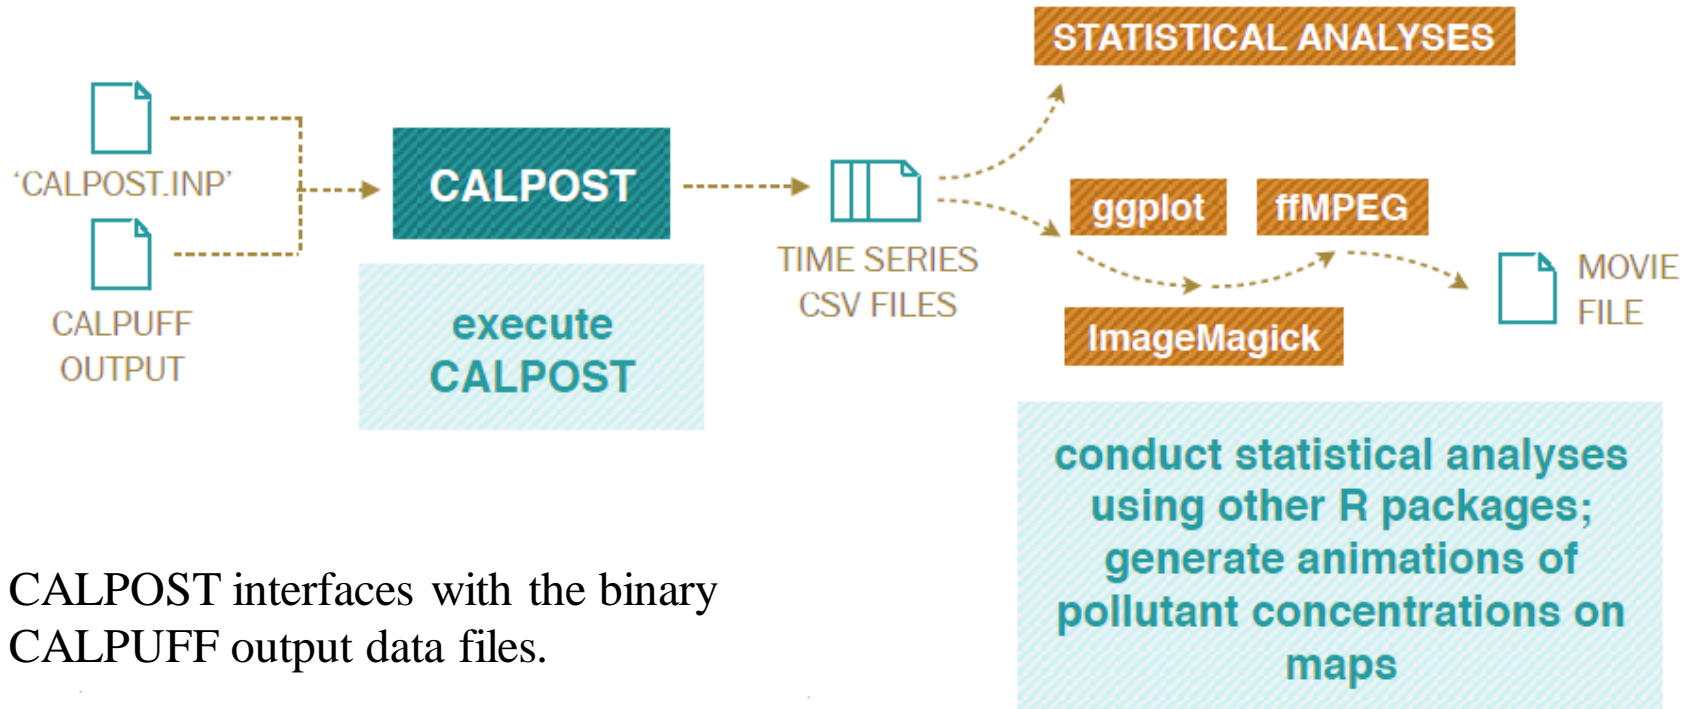 STATISTICAL ANALYSES
‘CALPOST.INP’
CALPUFF
OUTPUT
CALPOST
execute
CALPOST
TIME SERIES
CSV FILES
ggplot
ffMPEG
ImageMagick
MOVIE
FILE
conduct statistical analyses
using other R packages;
generate animations of
pollutant concentrations on
maps
CALPOST interfaces with the binary
CALPUFF output data files.